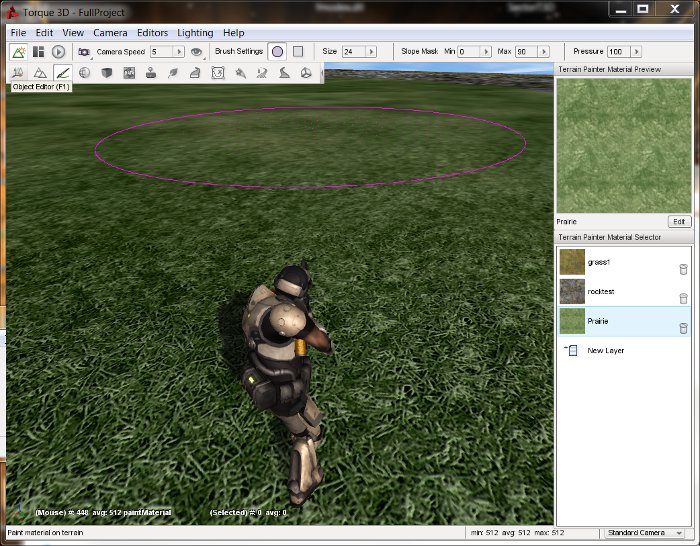 Torque 3D - FullProject
File View Camera Editors Lighting Help
Camera Speed 5 Brush Settings Size 24 Slope Mask Min 0 Max 90 Pressure 100
Object Editor (F1)
Terrain Painter Material Preview
Prairie Edit
Terrain Painter Material Selector
grass1
rocktest
Prairie
New Layer
(Mouse) #: 448 avg: 512 paintMaterial (Selected) #: 0 avg: 0
Paint material on terrain min: 512 avg: 512 max: 512 Standard Camera